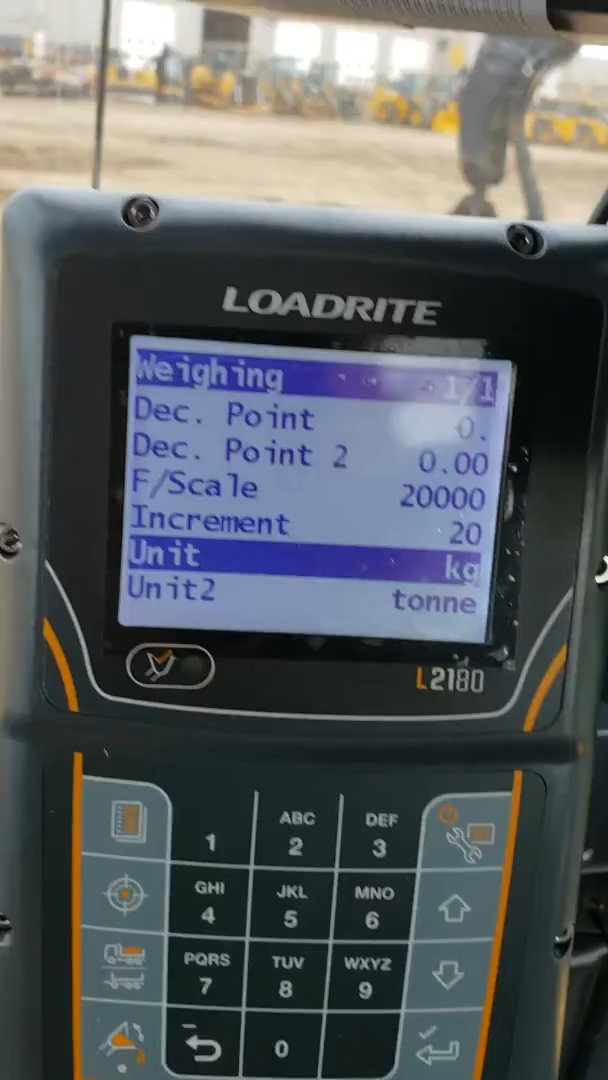 LOADRITE
Weighing 1/1
Dec. Point 0.
Dec. Point 2 0.00
F/Scale 20000
Increment 20
Unit kg
Unit2 tonne
L2180
1 ABC 2 DEF 3
GHI 4 JKL 5 MNO 6
PQRS 7 TUV 8 WXYZ 9
0